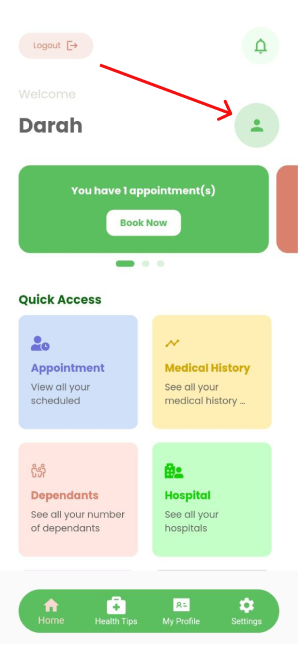 Logout
Welcome
Darah
You have 1 appointment(s)
Book Now
Quick Access
Appointment
View all your
scheduled
Medical History
See all your
medical history ...
Dependants
See all your number
of dependants
Hospital
See all your
hospitals
Home
Health Tips
My Profile
Settings